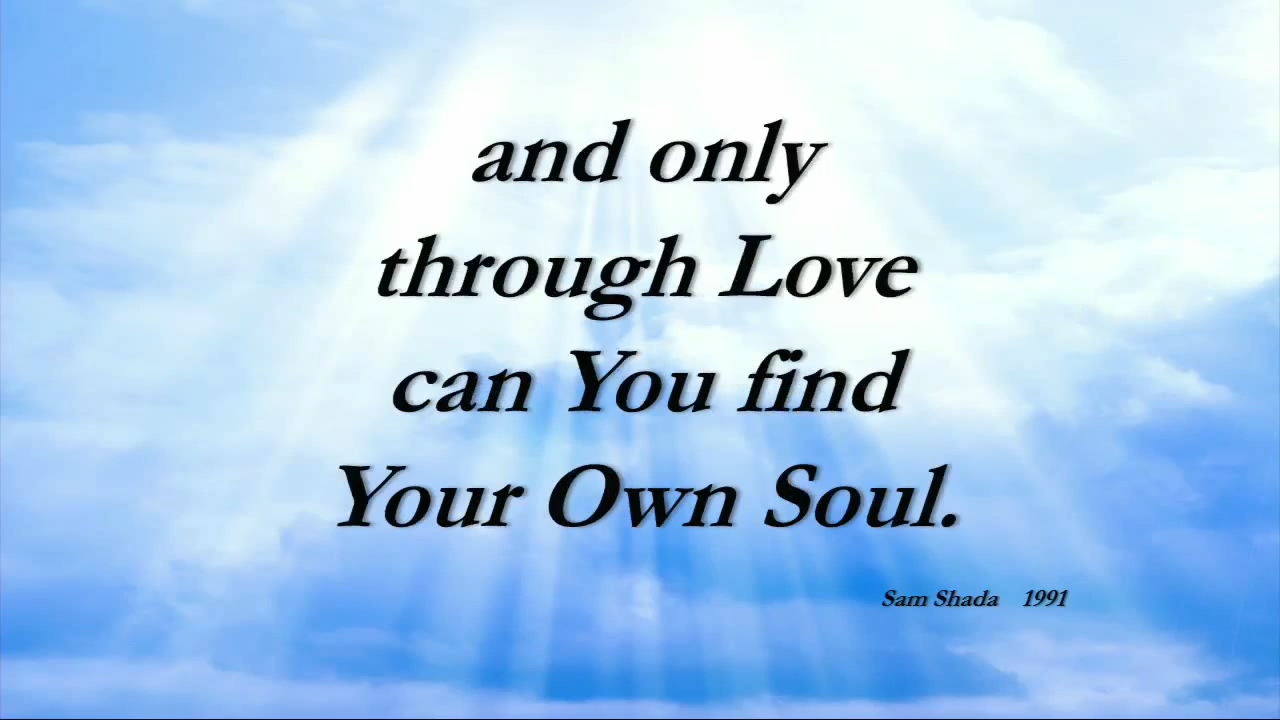 and only
through Love
can You find
Your Own Soul.
Sam Shada 1991